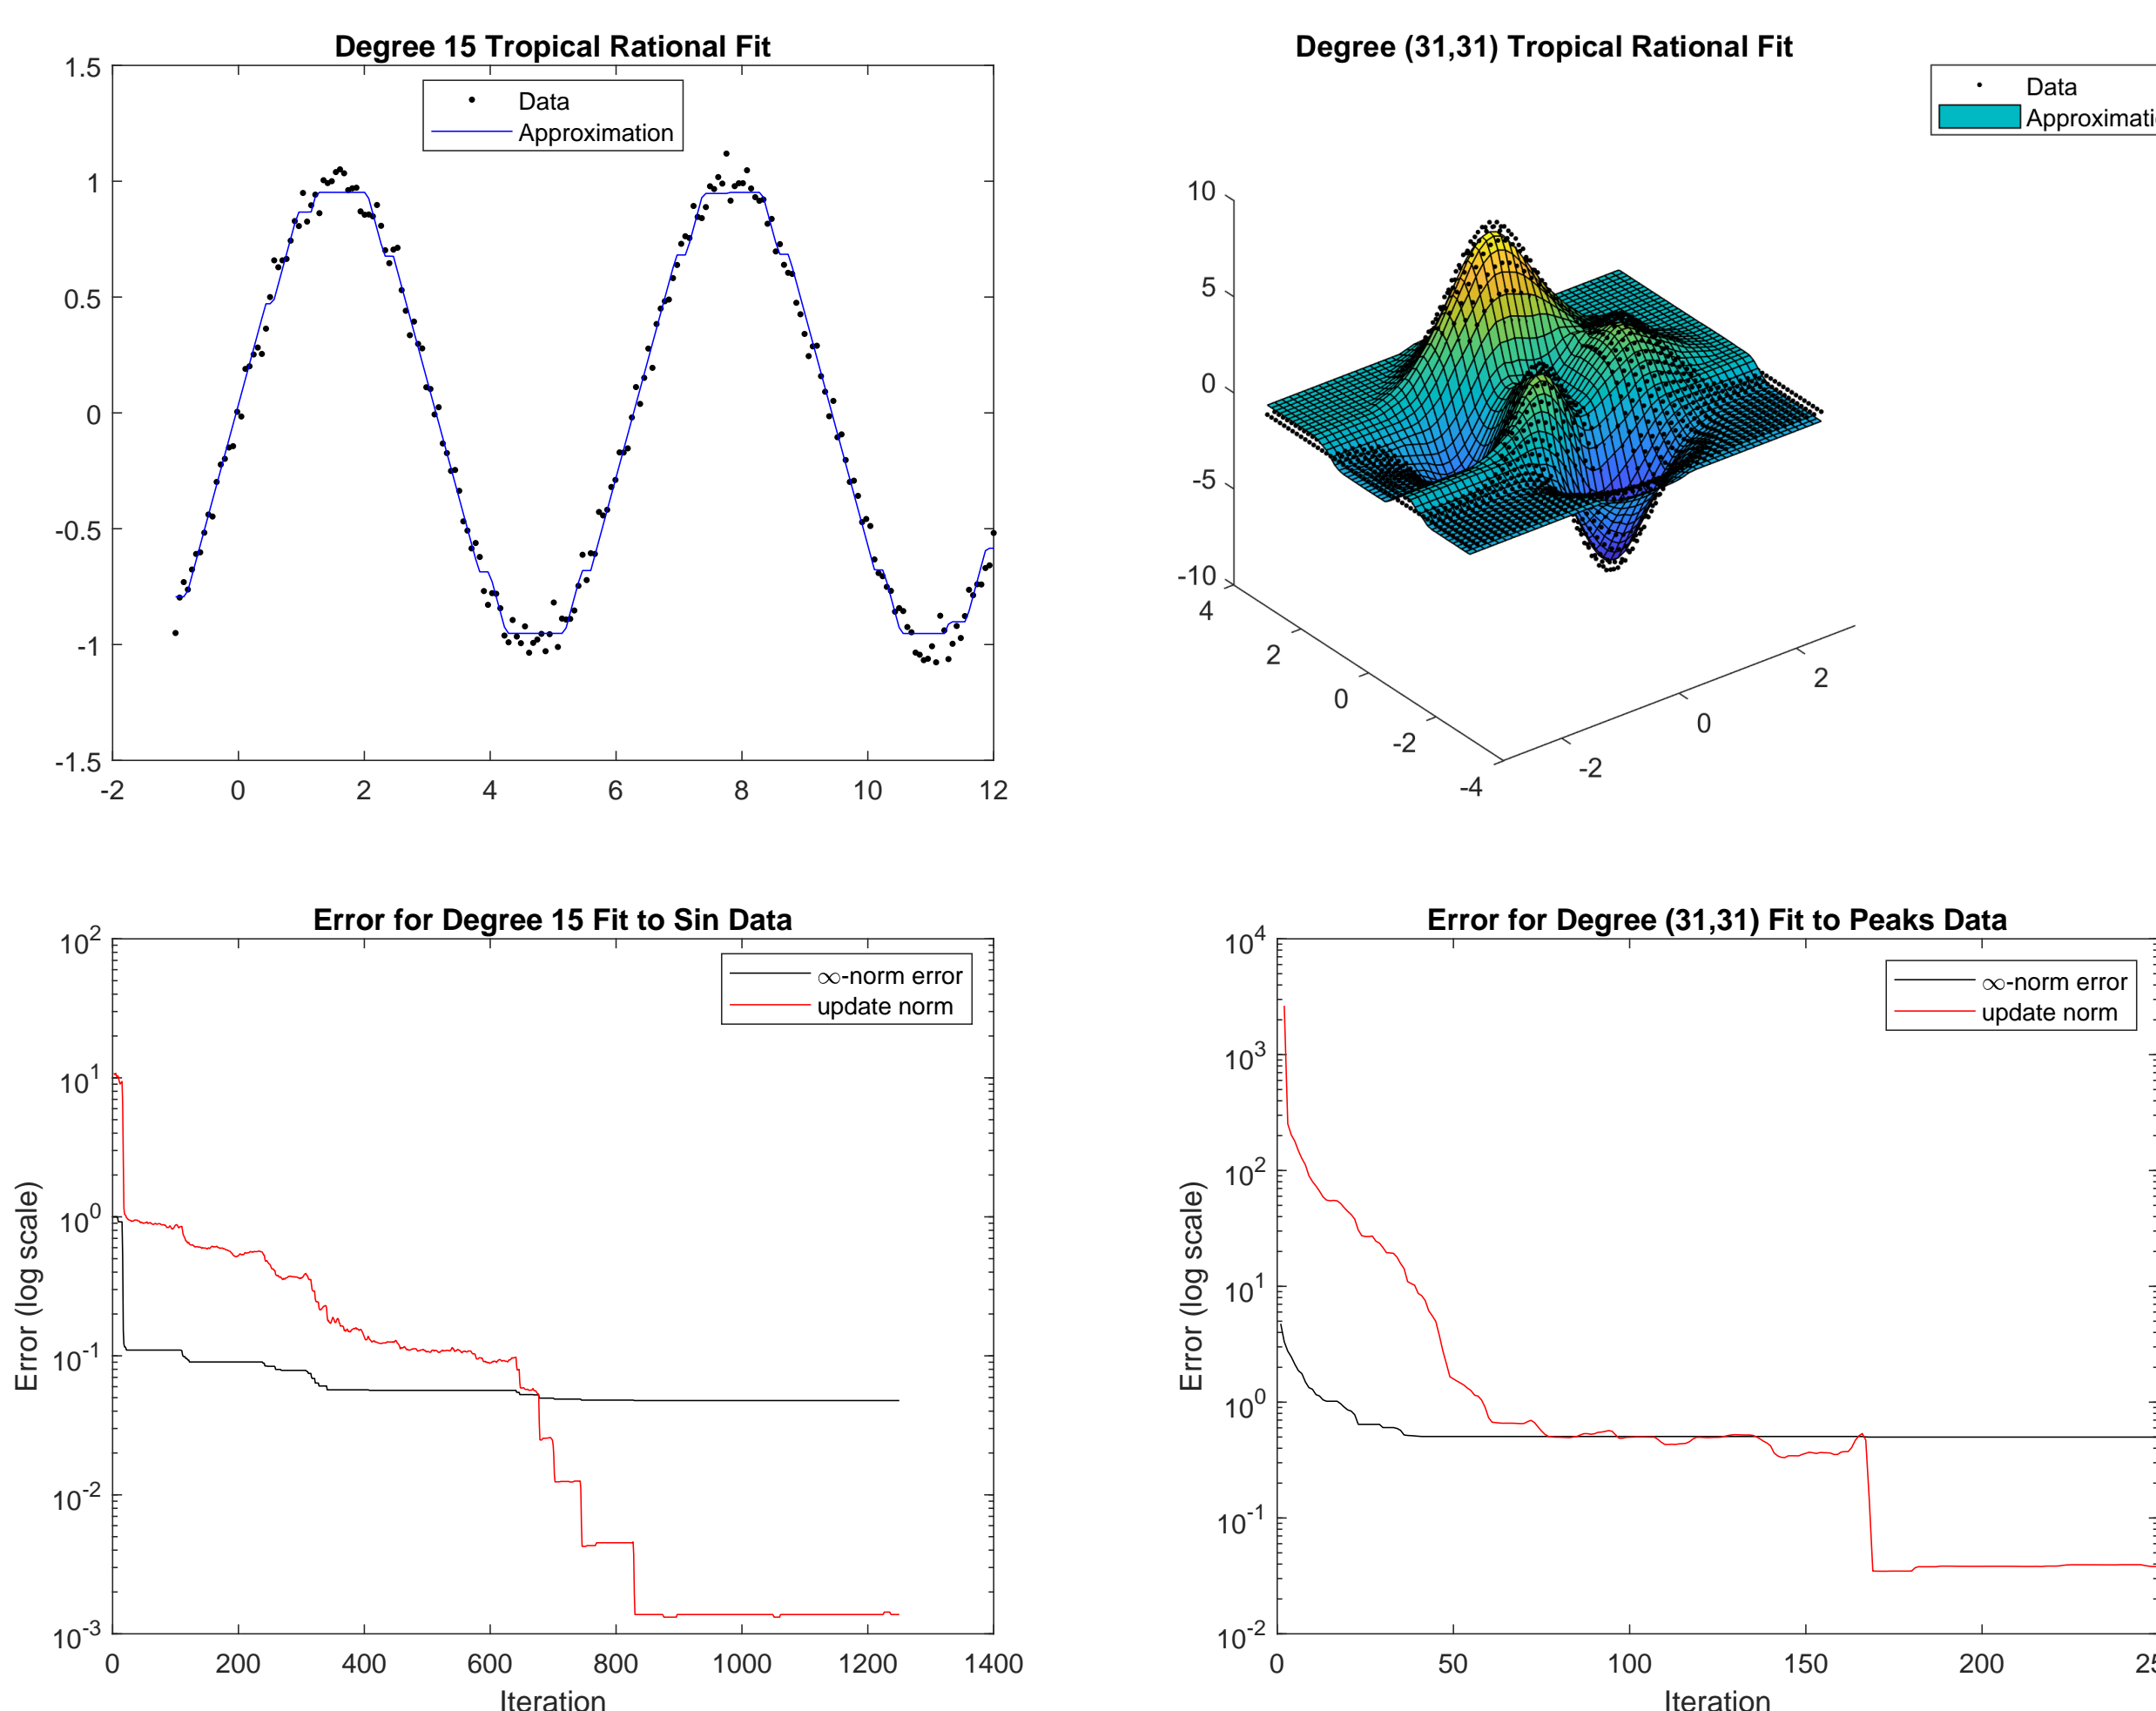 Degree 15 Tropical Rational Fit
1.5
1
0.5
0
-0.5
-1
-1.5
-2 0 2 4 6 8 10 12
Data
Approximation
Degree (31,31) Tropical Rational Fit
Data
Approximati
10
5
0
-5
-10
4
2
0
-2
-4
-2
0
2
Error for Degree 15 Fit to Sin Data
∞-norm error
update norm
Error (log scale)
10^2
10^1
10^0
10^-1
10^-2
10^-3
0 200 400 600 800 1000 1200 1400
Iteration
Error for Degree (31,31) Fit to Peaks Data
∞-norm error
update norm
Error (log scale)
10^4
10^3
10^2
10^1
10^0
10^-1
10^-2
0 50 100 150 200 25
Iteration